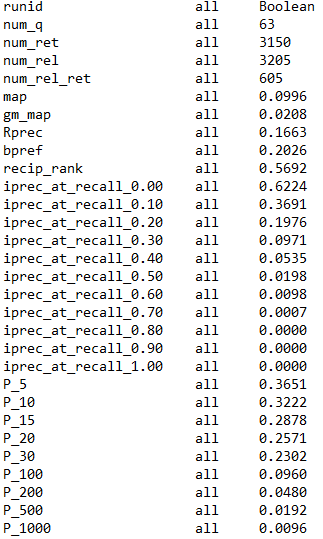 runid all Boolean
num_q all 63
num_ret all 3150
num_rel all 3205
num_rel_ret all 605
map all 0.0996
gm_map all 0.0208
Rprec all 0.1663
bpref all 0.2026
recip_rank all 0.5692
iprec_at_recall_0.00 all 0.6224
iprec_at_recall_0.10 all 0.3691
iprec_at_recall_0.20 all 0.1976
iprec_at_recall_0.30 all 0.0971
iprec_at_recall_0.40 all 0.0535
iprec_at_recall_0.50 all 0.0198
iprec_at_recall_0.60 all 0.0098
iprec_at_recall_0.70 all 0.0007
iprec_at_recall_0.80 all 0.0000
iprec_at_recall_0.90 all 0.0000
iprec_at_recall_1.00 all 0.0000
P_5 all 0.3651
P_10 all 0.3222
P_15 all 0.2878
P_20 all 0.2571
P_30 all 0.2302
P_100 all 0.0960
P_200 all 0.0480
P_500 all 0.0192
P_1000 all 0.0096